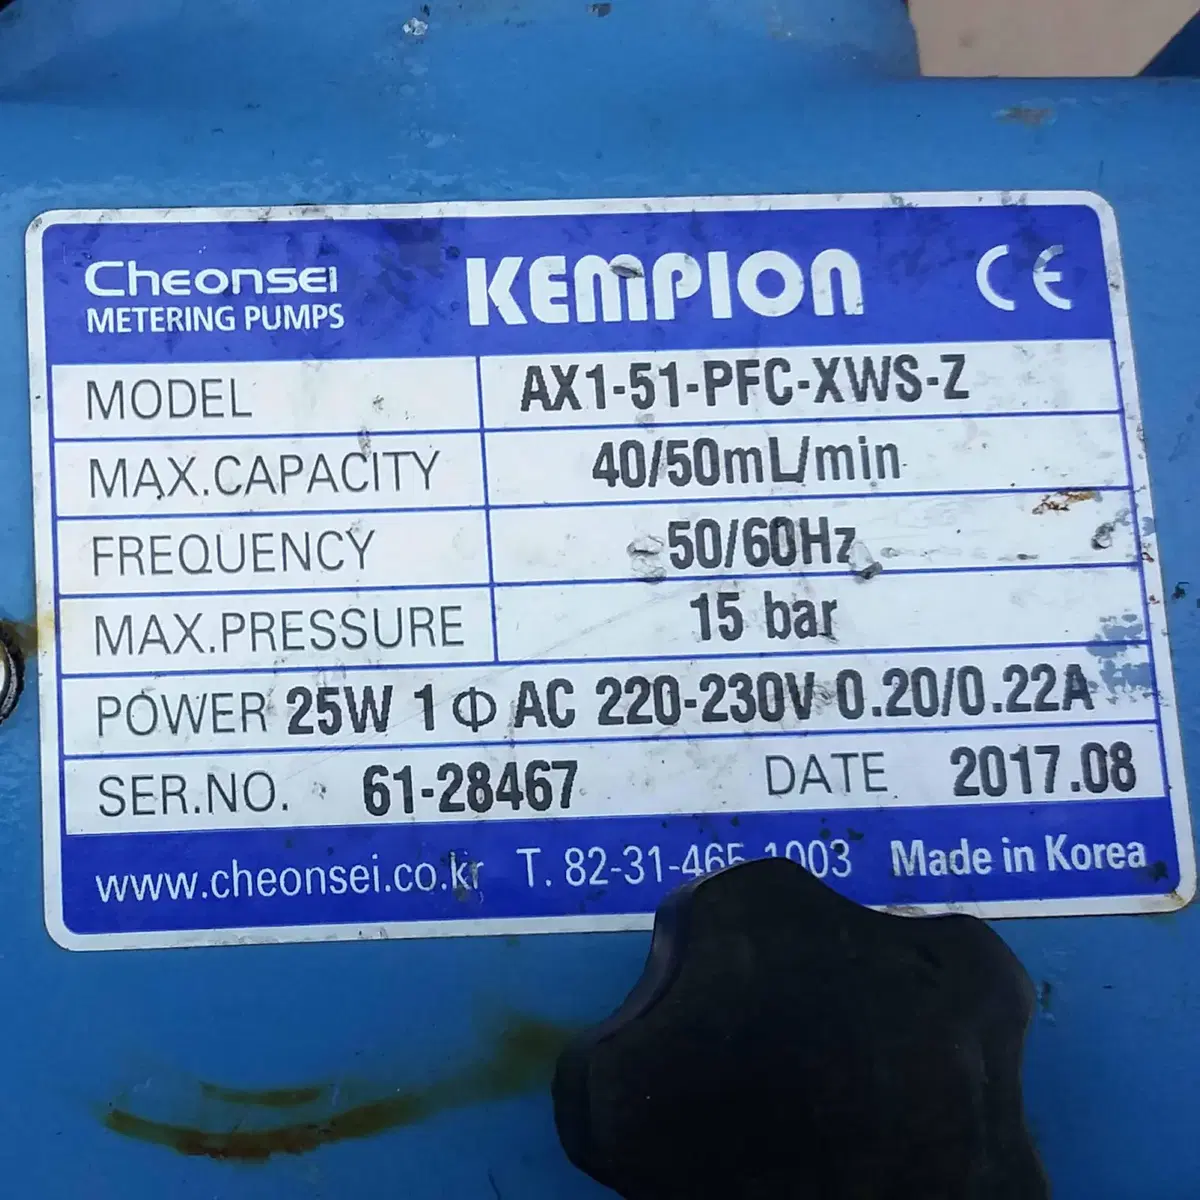 Cheonsei
METERING PUMPS
KEMPION
CE
MODEL AX1-51-PFC-XWS-Z
MAX.CAPACITY 40/50mL/min
FREQUENCY 50/60Hz
MAX.PRESSURE 15 bar
POWER 25W 1 Φ AC 220-230V 0.20/0.22A
SER.NO. 61-28467 DATE 2017.08
www.cheonsei.co.kr T. 82-31-465-1003 Made in Korea